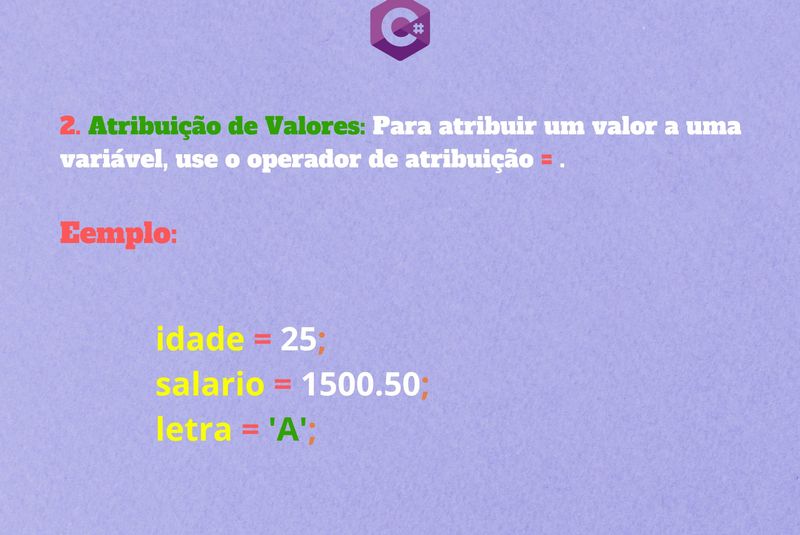 C#
2. Atribuição de Valores: Para atribuir um valor a uma
variável, use o operador de atribuição = .
Eemplo:
idade = 25;
salario = 1500.50;
letra = 'A';